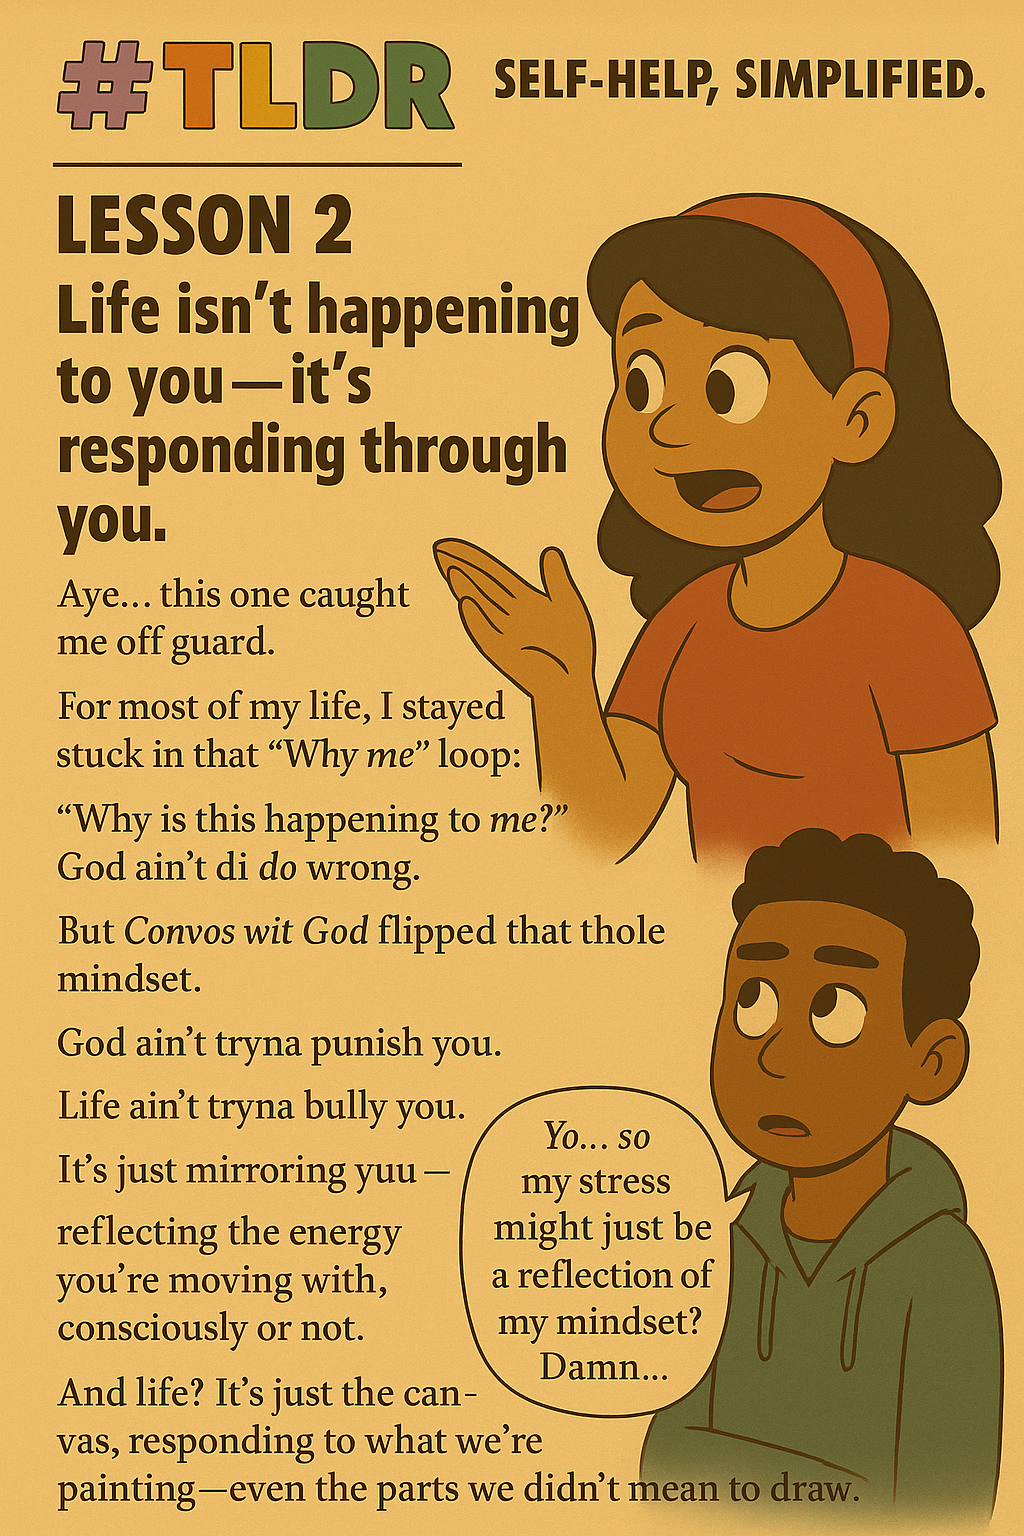 #TLDR
SELF-HELP, SIMPLIFIED.
LESSON 2
Life isn’t happening
to you—it’s
responding through
you.
Aye... this one caught
me off guard.
For most of my life, I stayed
stuck in that “Why me” loop:
“Why is this happening to me?”
God ain’t di do wrong.
But Convos wit God flipped that thole
mindset.
God ain’t tryna punish you.
Life ain’t tryna bully you.
It’s just mirroring yuu —
reflecting the energy
you’re moving with,
consciously or not.
And life? It’s just the can-
vas, responding to what we’re
painting—even the parts we didn’t mean to draw.
Yo... so
my stress
might just be
a reflection of
my mindset?
Damn...